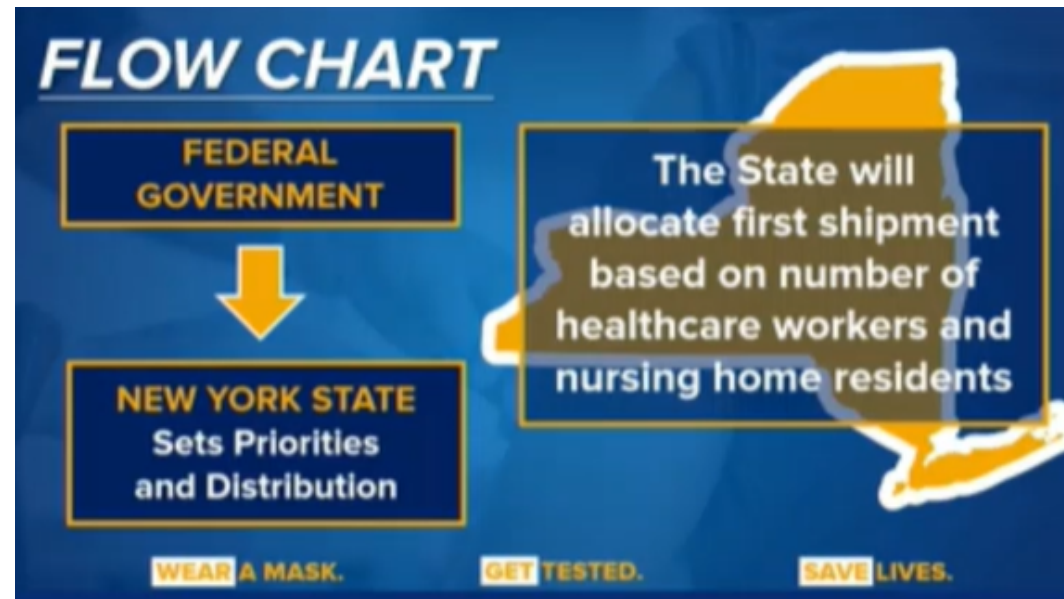 FLOW CHART
FEDERAL
GOVERNMENT
NEW YORK STATE
Sets Priorities
and Distribution
The State will
allocate first shipment
based on number of
healthcare workers and
nursing home residents
WEAR A MASK.
GET TESTED.
SAVE LIVES.